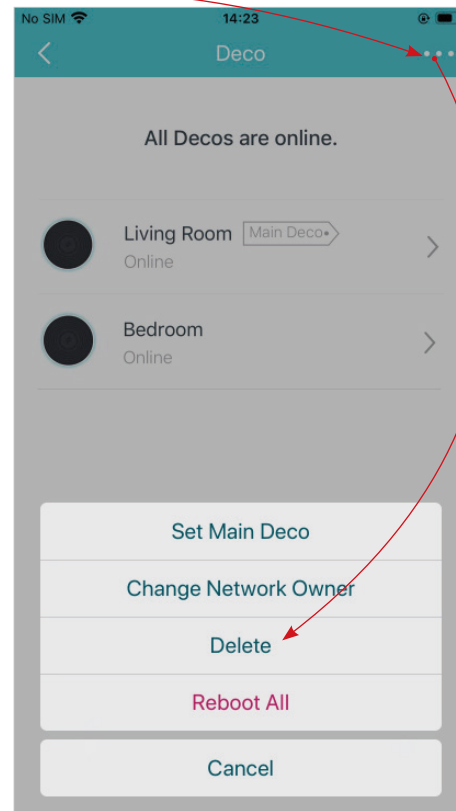 No SIM 14:23
Deco
All Decos are online.
Living Room Main Deco
Online
Bedroom
Online
Set Main Deco
Change Network Owner
Delete
Reboot All
Cancel